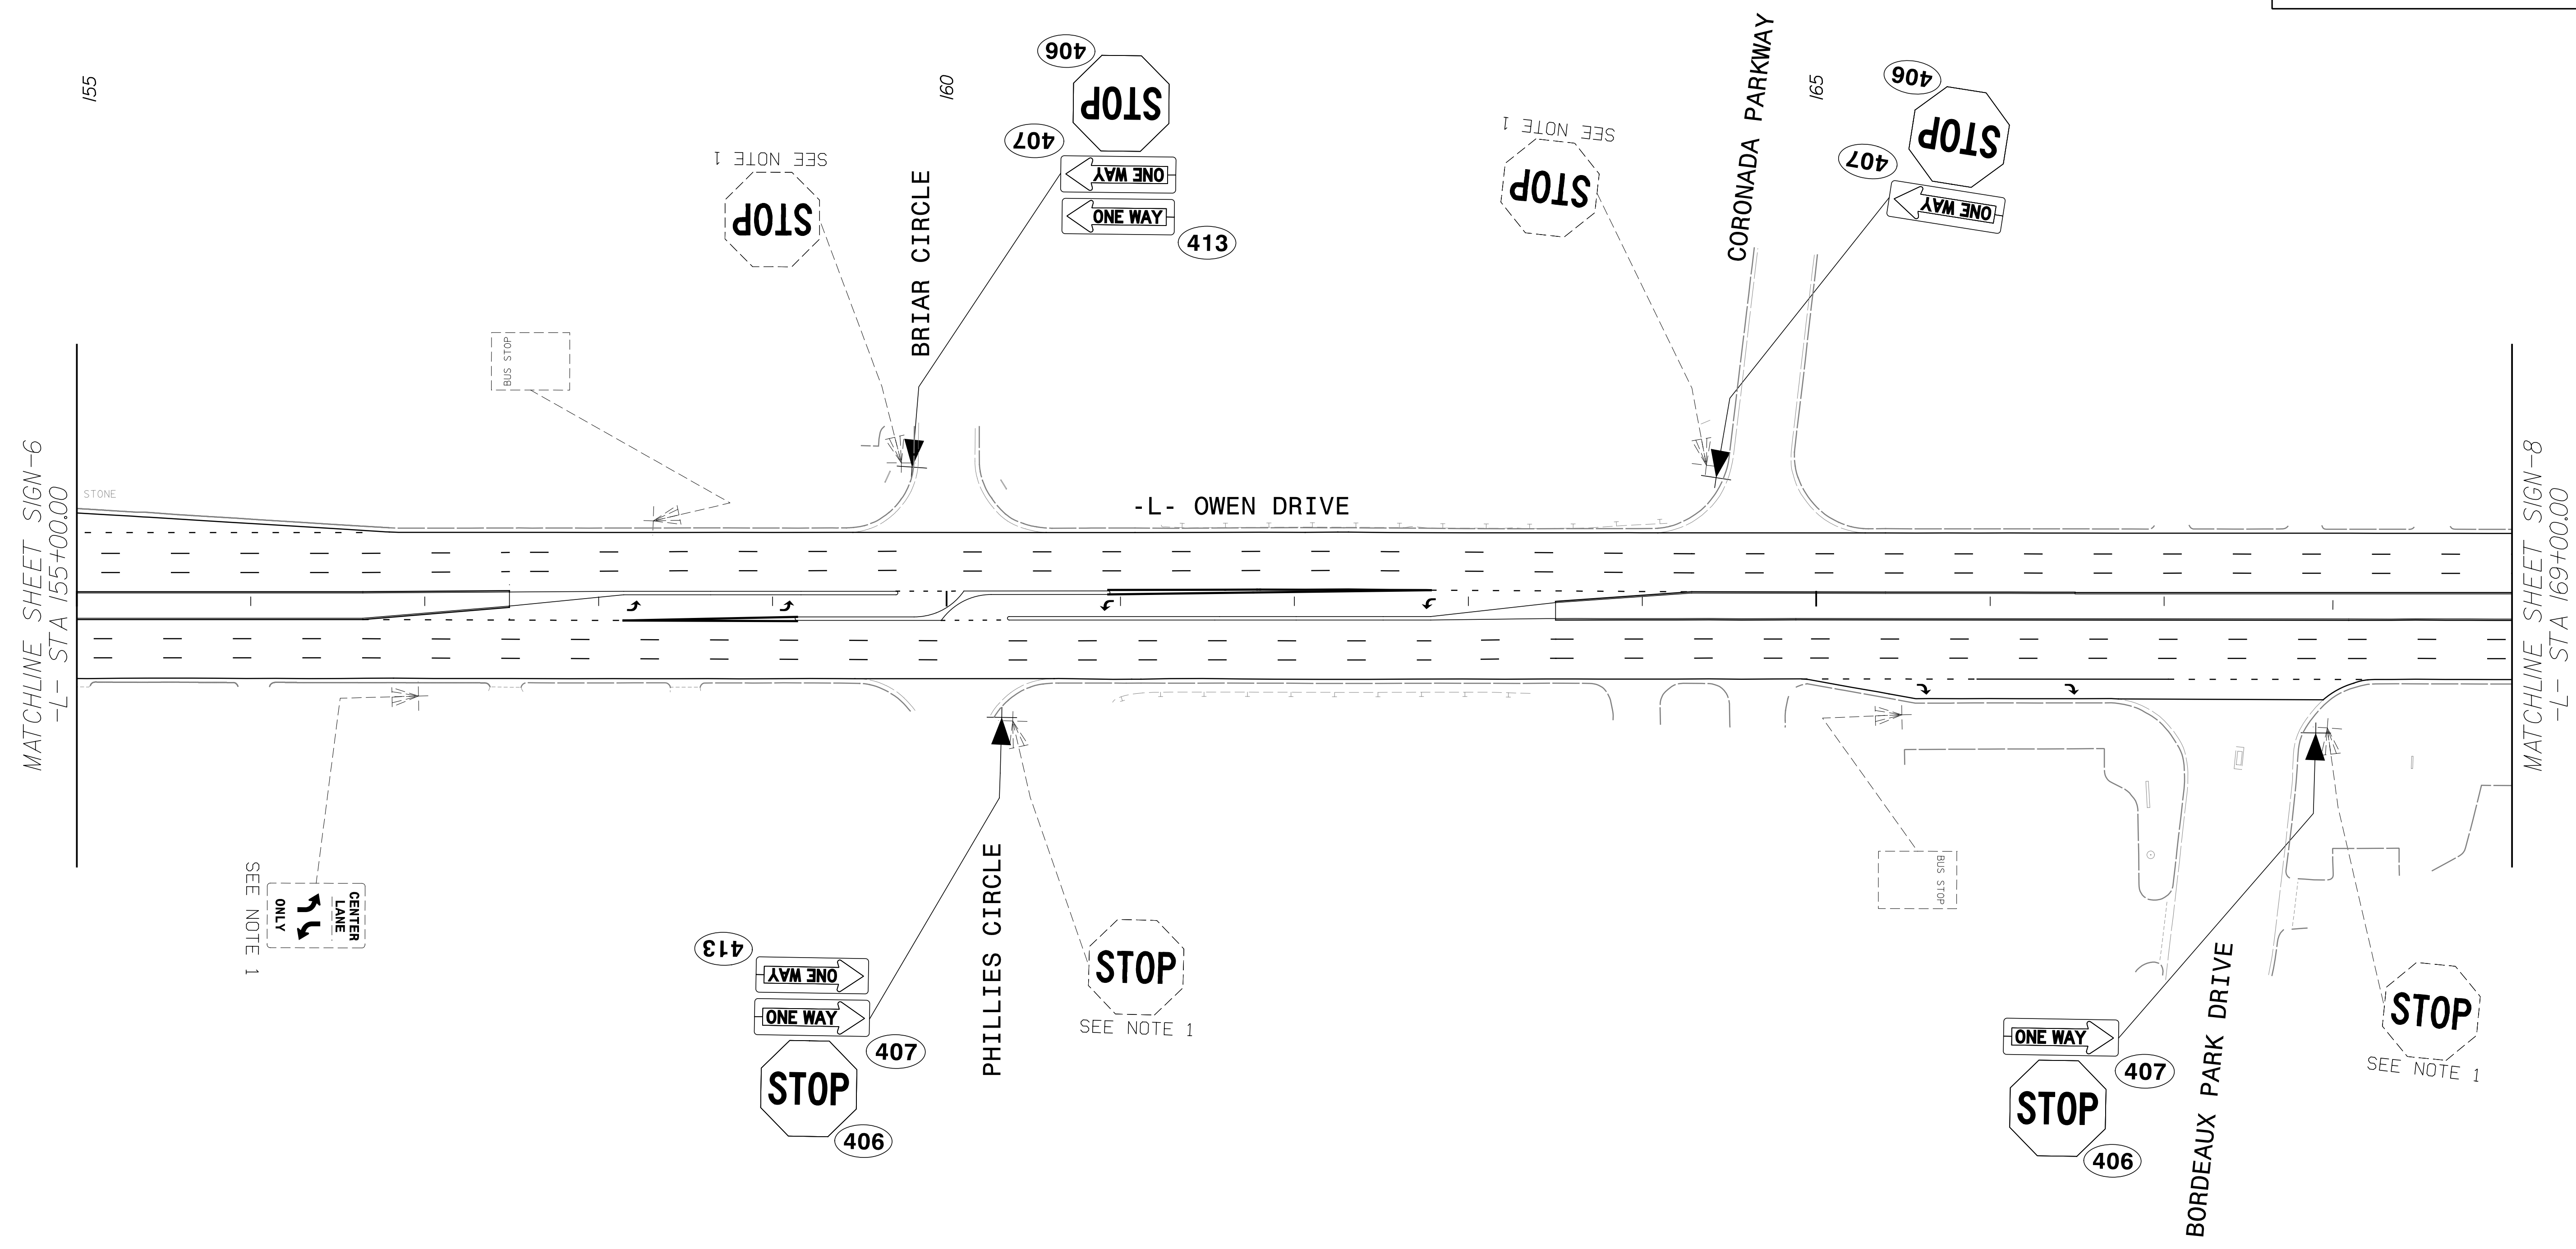 155
160
165
406
STOP
407
ONE WAY
ONE WAY
413
SEE NOTE 1
STOP
BRIAR CIRCLE
SEE NOTE 1
STOP
CORONADA PARKWAY
406
STOP
407
ONE WAY
BUS STOP
MATCHLINE SHEET SIGN-6
-L- STA 155+00.00
STONE
-L- OWEN DRIVE
MATCHLINE SHEET SIGN-8
-L- STA 169+00.00
SEE NOTE 1
CENTER
LANE
ONLY
413
ONE WAY
ONE WAY
407
STOP
406
PHILLIES CIRCLE
STOP
SEE NOTE 1
BUS STOP
ONE WAY
407
STOP
406
BORDEAUX PARK DRIVE
STOP
SEE NOTE 1